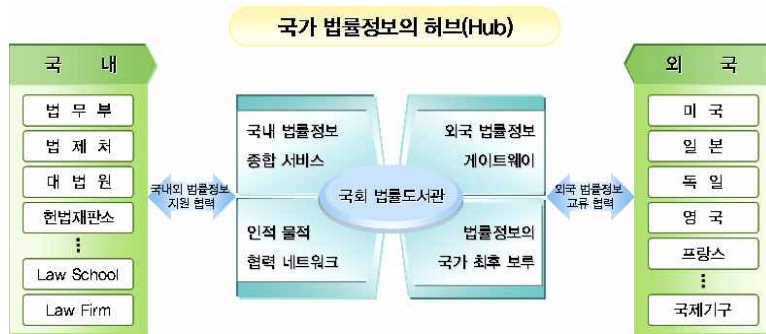 국가 법률정보의 허브(Hub)
국 내
법 무 부
법 제 처
대 법 원
헌법재판소
⋮
Law School
Law Firm
국내외 법률정보
지원 협력
국내 법률정보
종합 서비스
외국 법률정보
게이트웨이
국회 법률도서관
인적 물적
협력 네트워크
법률정보의
국가 최후 보루
외국 법률정보
교류 협력
외 국
미 국
일 본
독 일
영 국
프랑스
⋮
국제기구